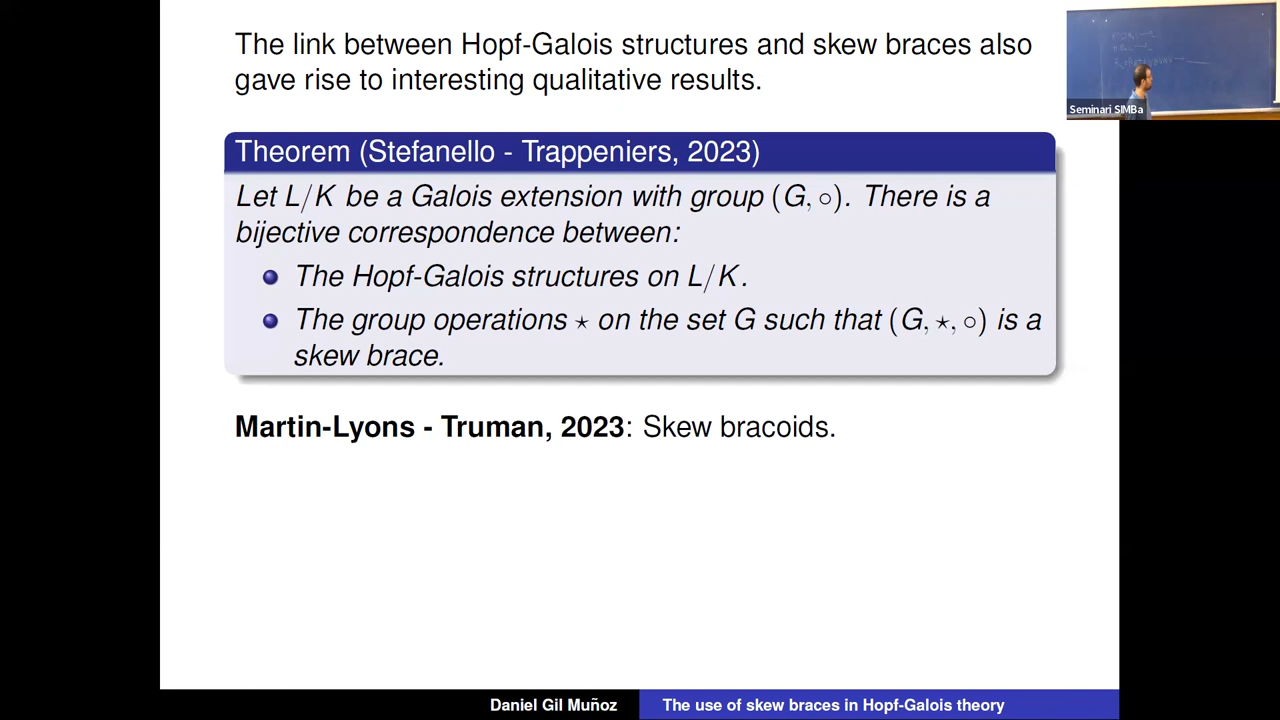 The link between Hopf-Galois structures and skew braces also
gave rise to interesting qualitative results.
Theorem (Stefanello - Trappeniers, 2023)
Let L/K be a Galois extension with group (G, ∘). There is a
bijective correspondence between:
The Hopf-Galois structures on L/K.
The group operations ⋆ on the set G such that (G, ⋆, ∘) is a
skew brace.
Martin-Lyons - Truman, 2023: Skew bracoids.
Seminari SIMBa
Daniel Gil Muñoz
The use of skew braces in Hopf-Galois theory